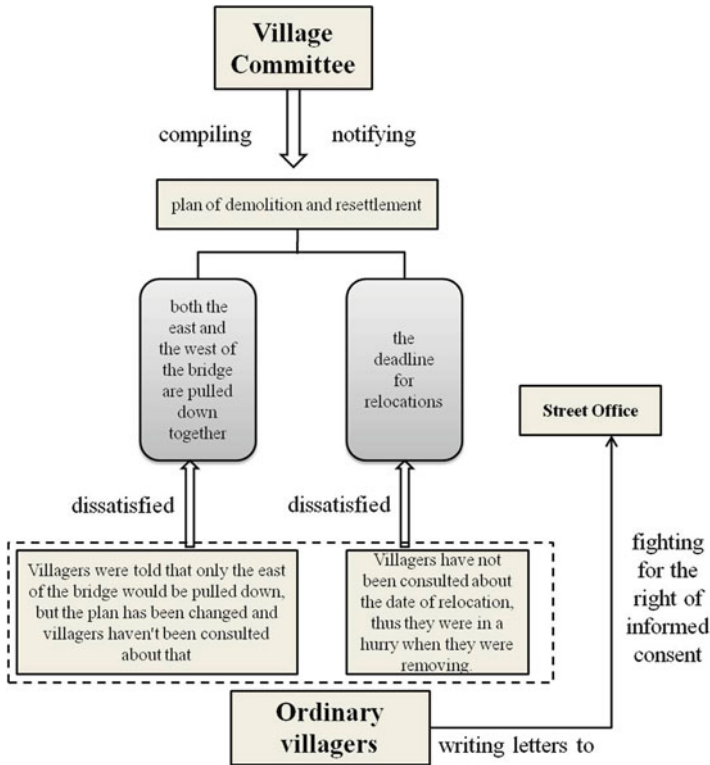 Village
Committee
compiling
notifying
plan of demolition and resettlement
both the
east and
the west of
the bridge
are pulled
down
together
the
deadline
for
relocations
Street Office
dissatisfied
dissatisfied
Villagers were told that only the east
of the bridge would be pulled down,
but the plan has been changed and
villagers haven't been consulted
about that
Villagers have not
been consulted about
the date of relocation,
thus they were in a
hurry when they were
removing.
fighting
for the
right of
informed
consent
Ordinary
villagers
writing letters to